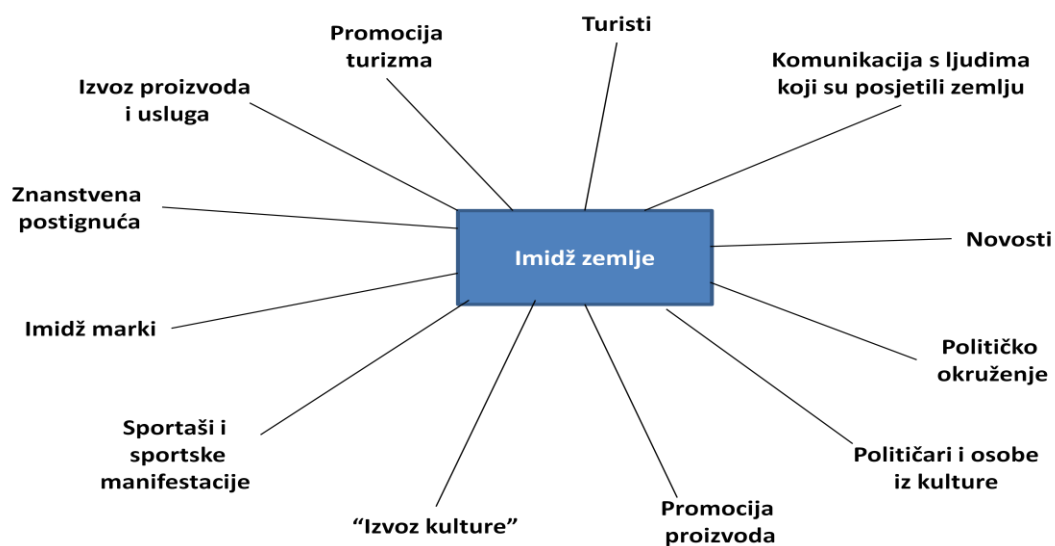 Turisti
Promocija
turizma
Komunikacija s ljudima
koji su posjetili zemlju
Izvoz proizvoda
i usluga
Znanstvena
postignuća
Imidž zemlje
Novosti
Imidž marki
Političko
okruženje
Sportaši i
sportske
manifestacije
Političari i osobe
iz kulture
“Izvoz kulture”
Promocija
proizvoda